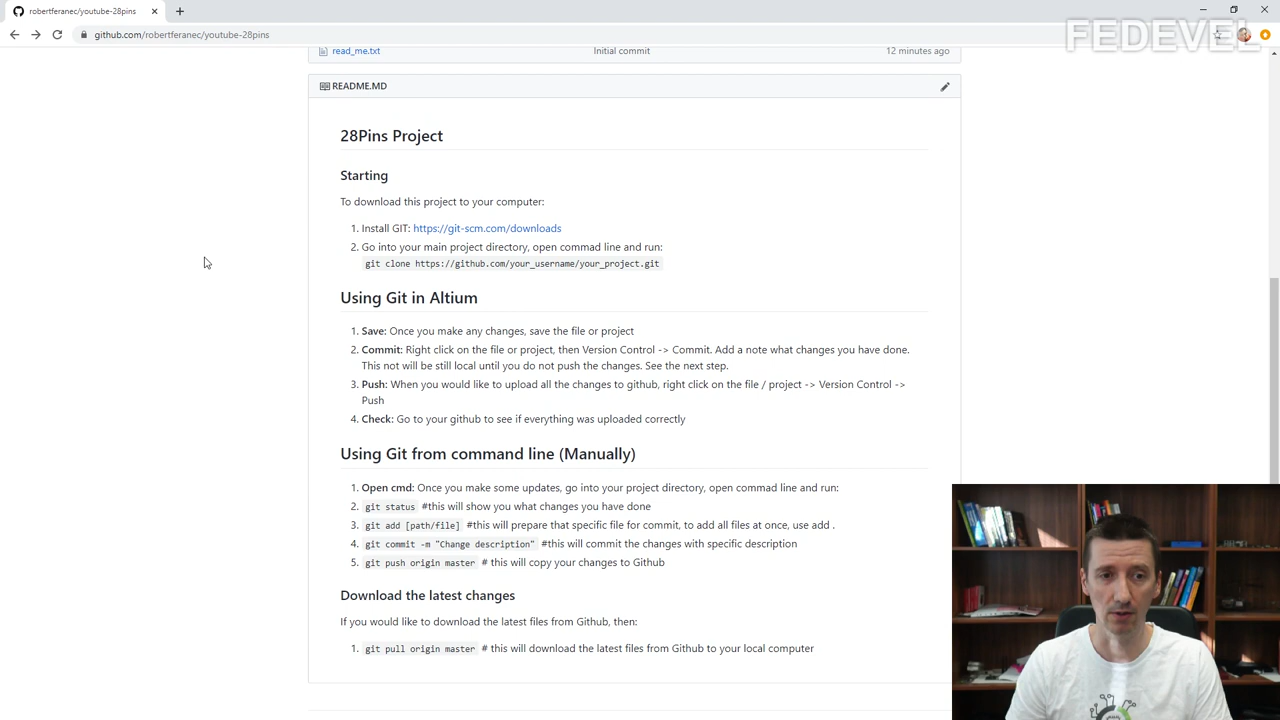 robertferanec/youtube-28pins
github.com/robertferanec/youtube-28pins
FEDEVEL
read_me.txt Initial commit 12 minutes ago
README.MD
28Pins Project
Starting
To download this project to your computer:
1. Install GIT: https://git-scm.com/downloads
2. Go into your main project directory, open commad line and run:
git clone https://github.com/your_username/your_project.git
Using Git in Altium
1. Save: Once you make any changes, save the file or project
2. Commit: Right click on the file or project, then Version Control -> Commit. Add a note what changes you have done.
This not will be still local until you do not push the changes. See the next step.
3. Push: When you would like to upload all the changes to github, right click on the file / project -> Version Control ->
Push
4. Check: Go to your github to see if everything was uploaded correctly
Using Git from command line (Manually)
1. Open cmd: Once you make some updates, go into your project directory, open commad line and run:
2. git status #this will show you what changes you have done
3. git add [path/file] #this will prepare that specific file for commit, to add all files at once, use add .
4. git commit -m "Change description" #this will commit the changes with specific description
5. git push origin master # this will copy your changes to Github
Download the latest changes
If you would like to download the latest files from Github, then:
1. git pull origin master # this will download the latest files from Github to your local computer